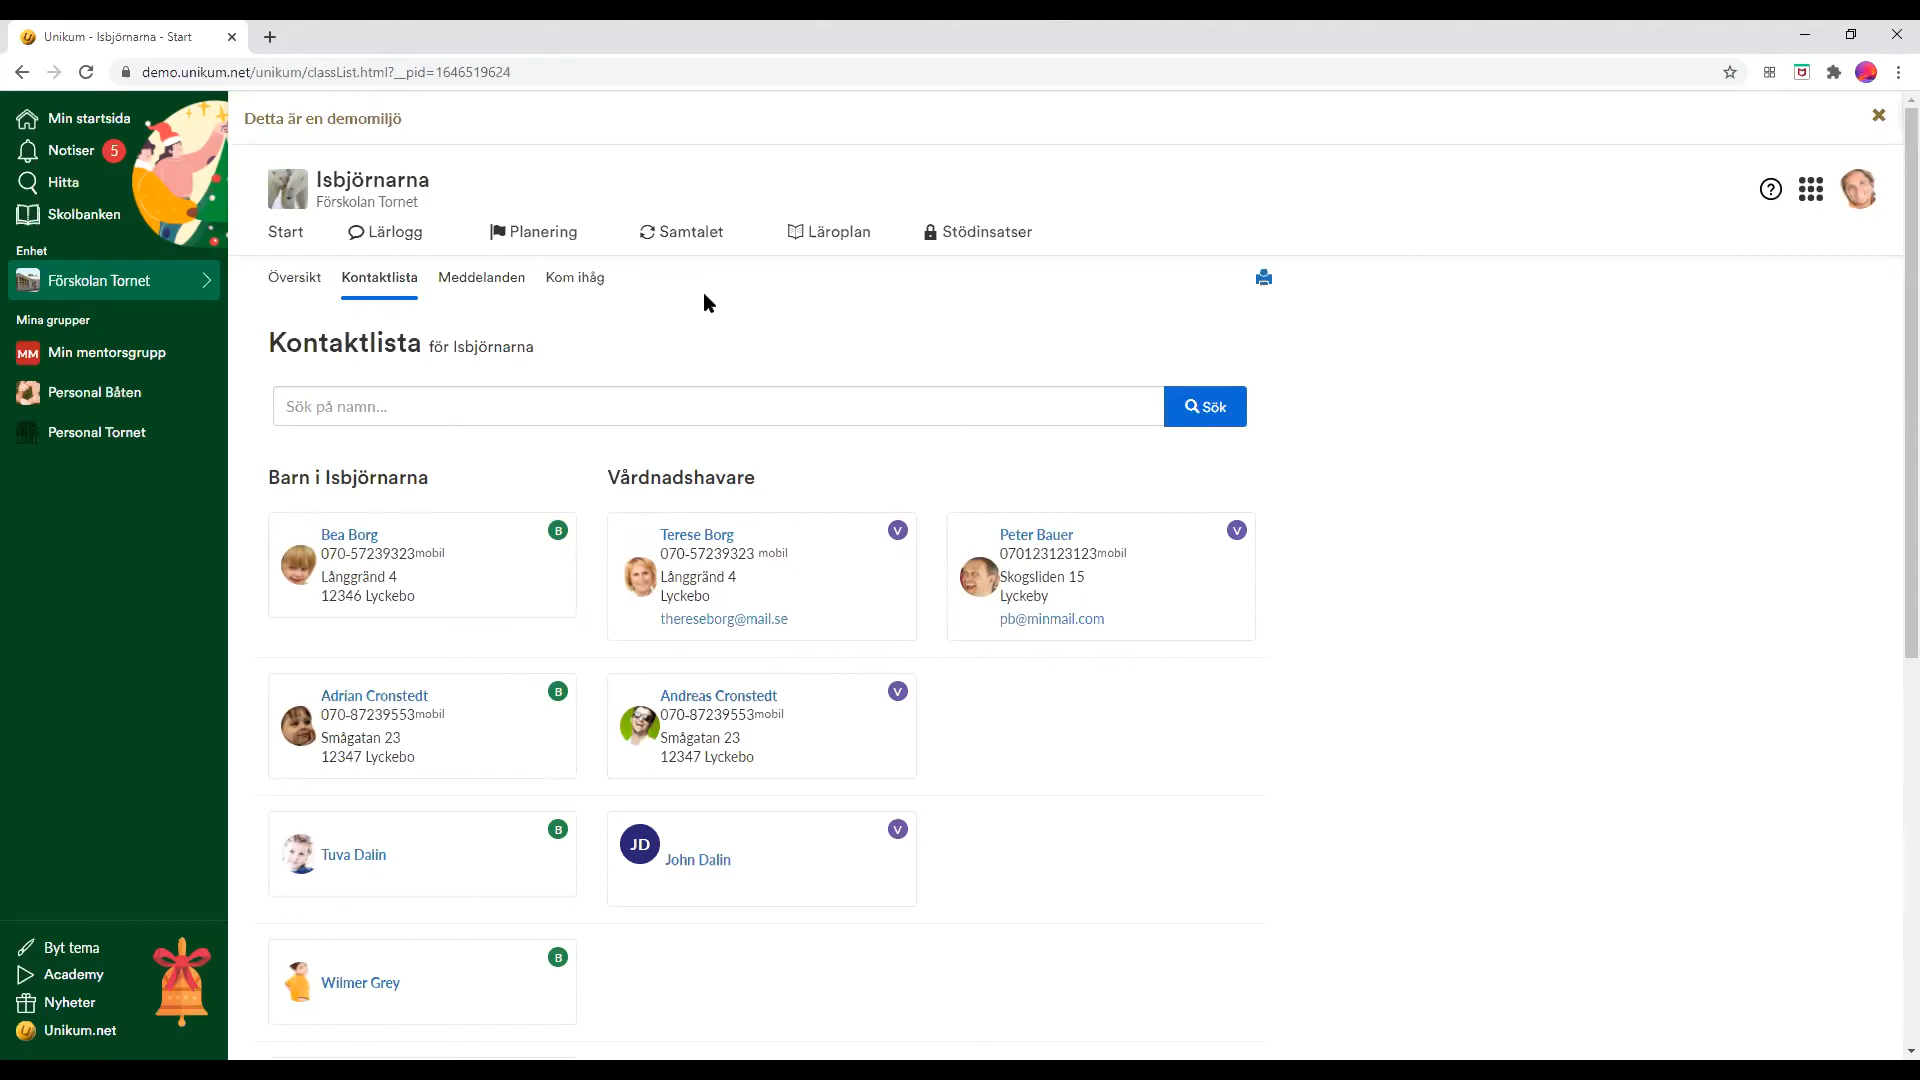 Unikum - Isbjörnarna - Start
demo.unikum.net/unikum/classList.html?__pid=1646519624
Min startsida
Notiser 5
Hitta
Skolbanken
Enhet
Förskolan Tornet
Mina grupper
MM Min mentorsgrupp
Personal Båten
Personal Tornet
Byt tema
Academy
Nyheter
Unikum.net
Detta är en demomiljö
Isbjörnarna
Förskolan Tornet
Start Lärlogg Planering Samtalet Läroplan Stödinsatser
Översikt Kontaktlista Meddelanden Kom ihåg
Kontaktlista för Isbjörnarna
Sök på namn... Sök
Barn i Isbjörnarna Vårdnadshavare
Bea Borg B
070-57239323mobil
Långgränd 4
12346 Lyckebo
Terese Borg V
070-57239323 mobil
Långgränd 4
Lyckebo
thereseborg@mail.se
Peter Bauer V
070123123123mobil
Skogsliden 15
Lyckeby
pb@minmail.com
Adrian Cronstedt B
070-87239553mobil
Smågatan 23
12347 Lyckebo
Andreas Cronstedt V
070-87239553mobil
Smågatan 23
12347 Lyckebo
Tuva Dalin B
JD John Dalin V
Wilmer Grey B